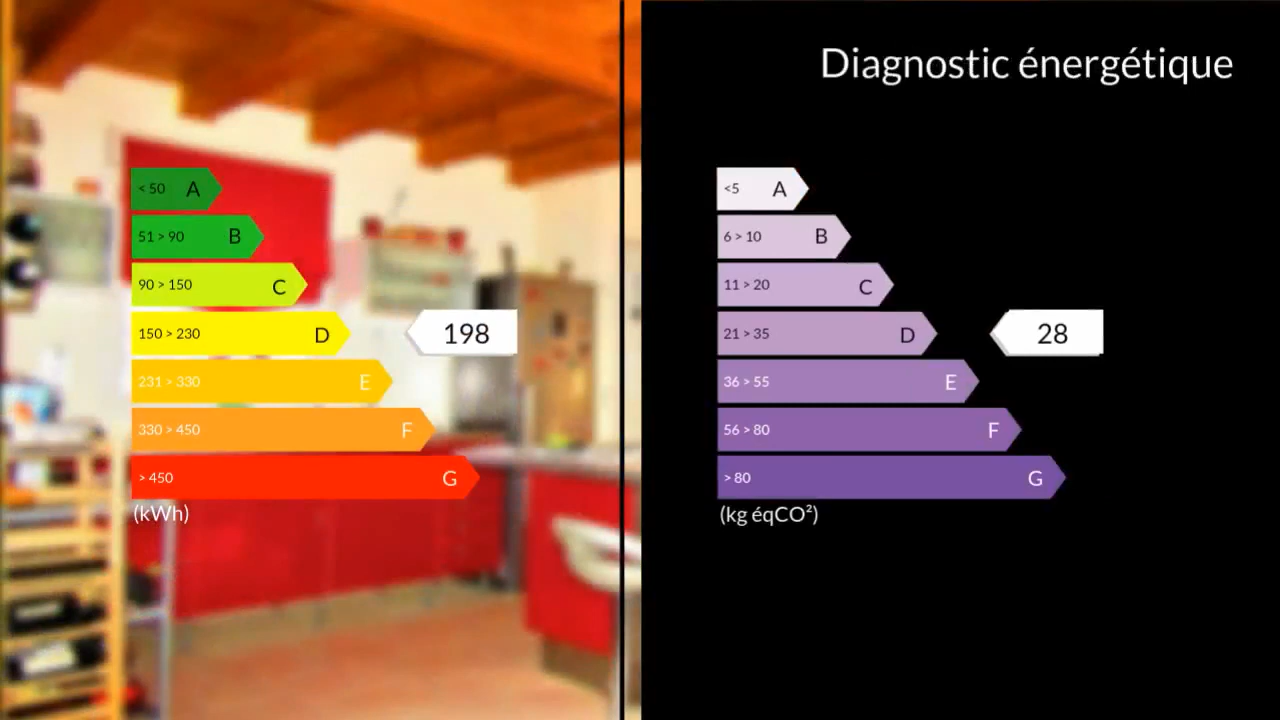 Diagnostic énergétique
< 50 A
51 > 90 B
90 > 150 C
150 > 230 D
198
231 > 330 E
330 > 450 F
> 450 G
(kWh)
<5 A
6 > 10 B
11 > 20 C
21 > 35 D
28
36 > 55 E
56 > 80 F
> 80 G
(kg éqCO²)